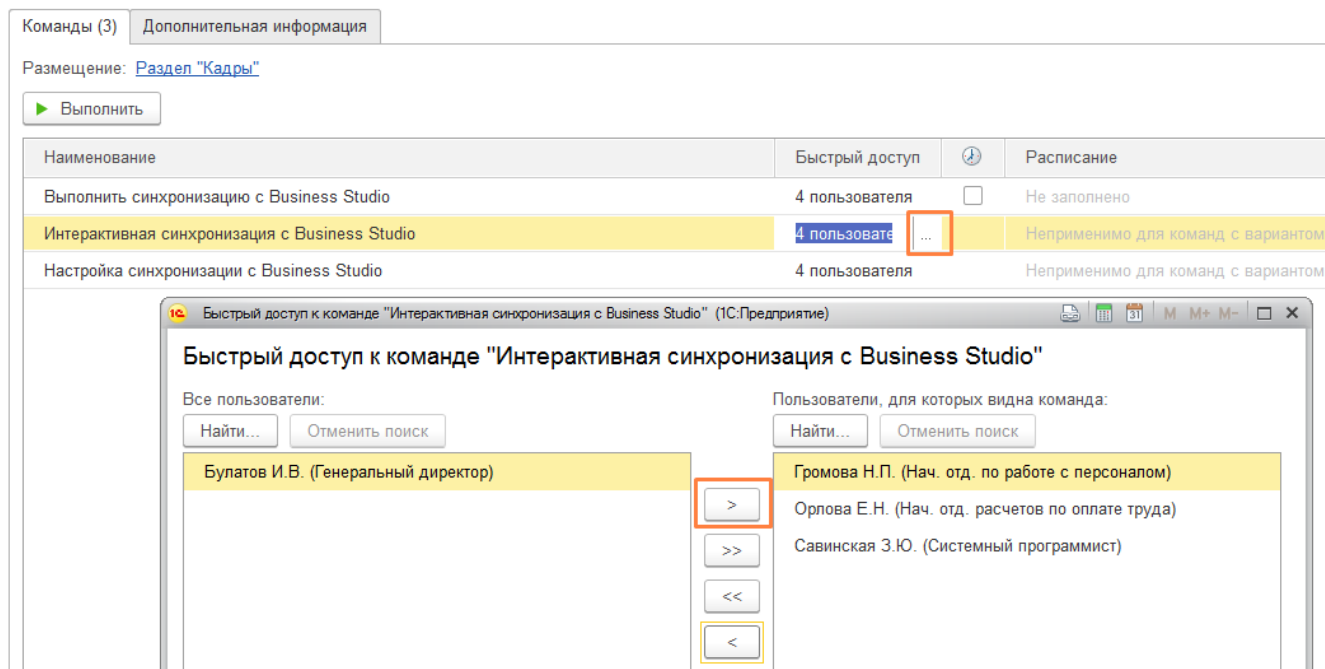 Команды (3) Дополнительная информация
Размещение: Раздел "Кадры"
Выполнить
Наименование Быстрый доступ Расписание
Выполнить синхронизацию с Business Studio 4 пользователя Не заполнено
Интерактивная синхронизация с Business Studio 4 пользовате ... Неприменимо для команд с вариантом
Настройка синхронизации с Business Studio 4 пользователя Неприменимо для команд с вариантом
1С Быстрый доступ к команде "Интерактивная синхронизация с Business Studio" (1С:Предприятие) 31 M M+ M-
Быстрый доступ к команде "Интерактивная синхронизация с Business Studio"
Все пользователи: Пользователи, для которых видна команда:
Найти... Отменить поиск Найти... Отменить поиск
Булатов И.В. (Генеральный директор) Громова Н.П. (Нач. отд. по работе с персоналом)
> Орлова Е.Н. (Нач. отд. расчетов по оплате труда)
>> Савинская З.Ю. (Системный программист)
<<
<